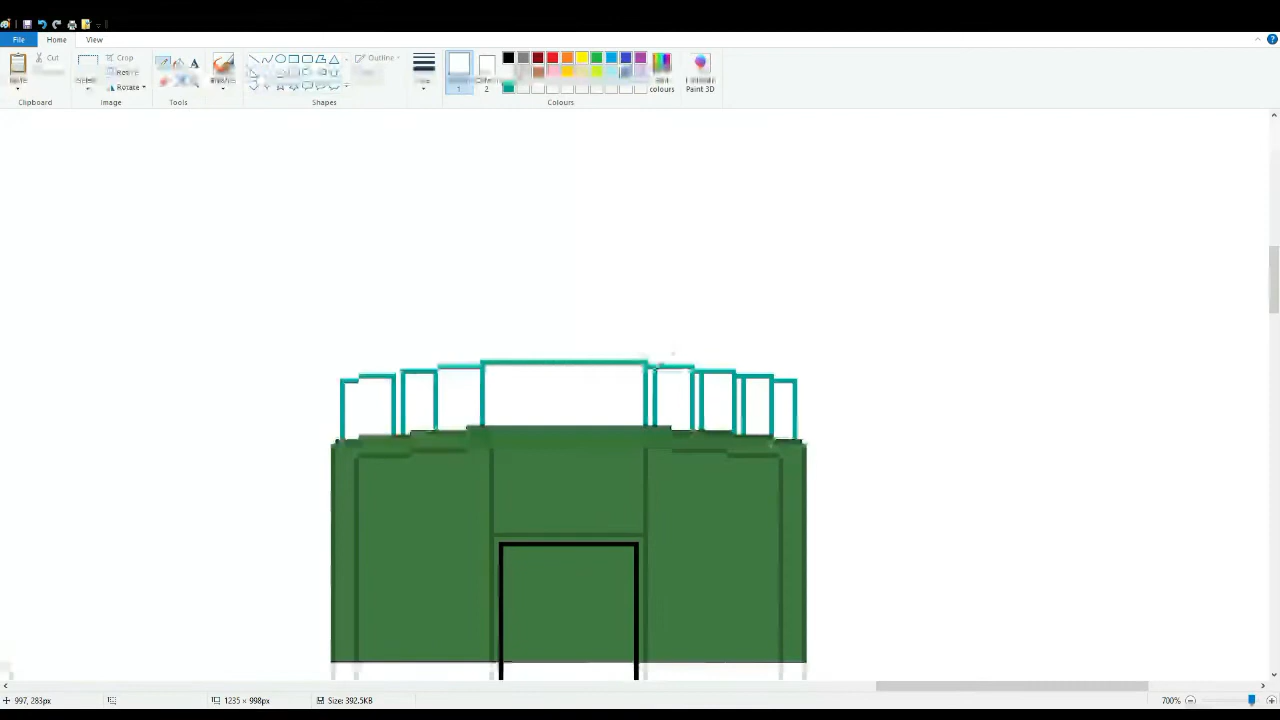 File Home View
Cut Crop Outline
Rotate
1 2 colours Paint 3D
Clipboard Image Tools Shapes Colours
997, 283px 1235 × 998px Size: 392.5KB 700%